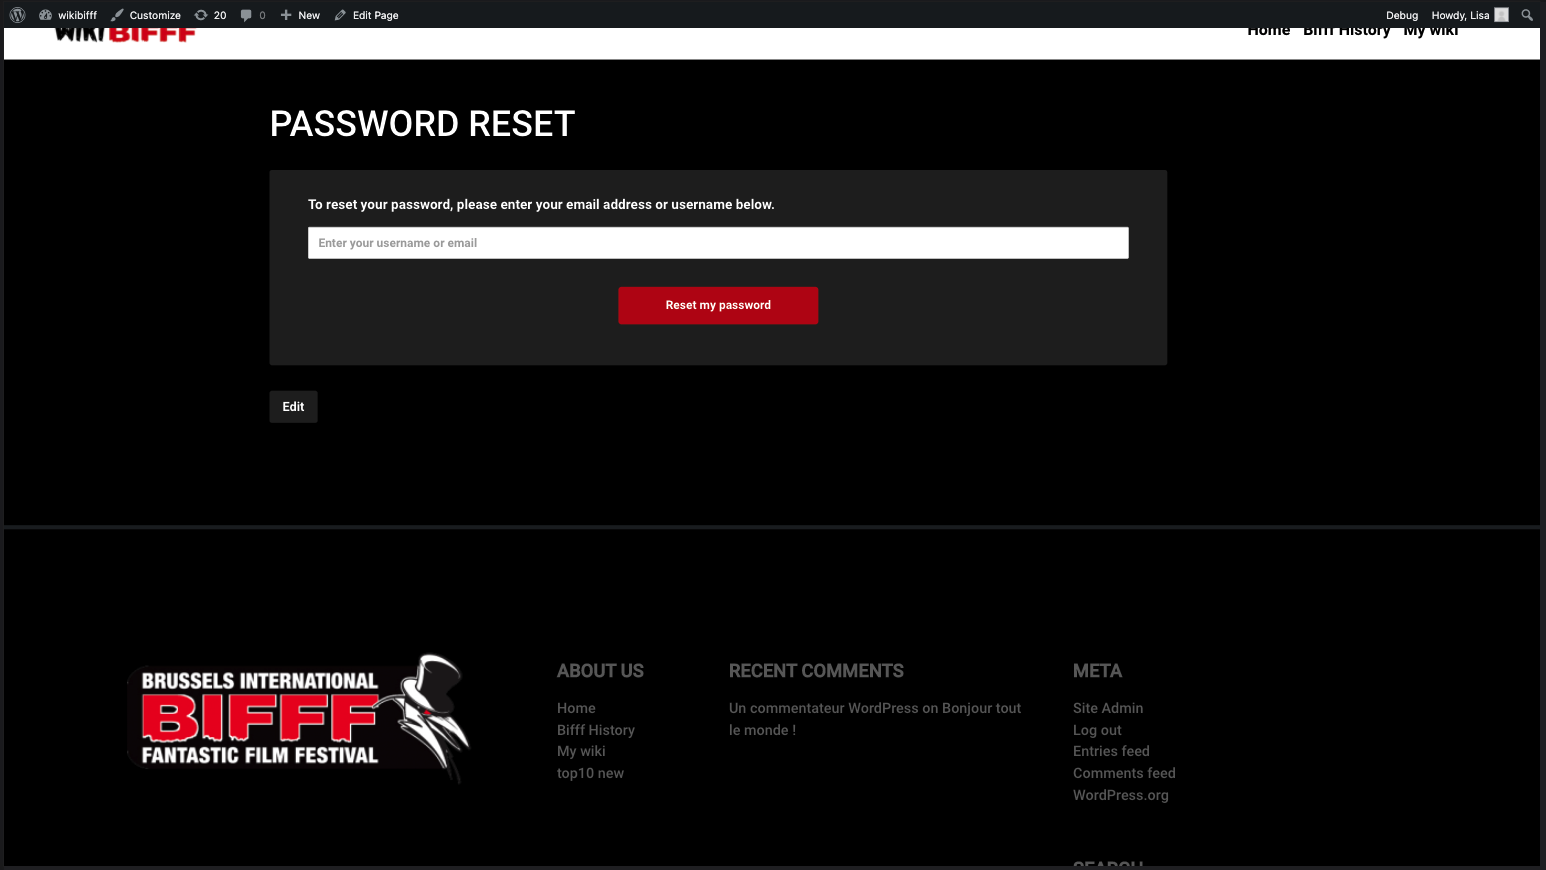 wikibifff Customize 20 0 New Edit Page Debug Howdy, Lisa
WIKI BIFFF
Home Bifff History My wiki
PASSWORD RESET
To reset your password, please enter your email address or username below.
Enter your username or email
Reset my password
Edit
BRUSSELS INTERNATIONAL
BIFFF
FANTASTIC FILM FESTIVAL
ABOUT US
Home
Bifff History
My wiki
top10 new
RECENT COMMENTS
Un commentateur WordPress on Bonjour tout
le monde !
META
Site Admin
Log out
Entries feed
Comments feed
WordPress.org
SEARCH